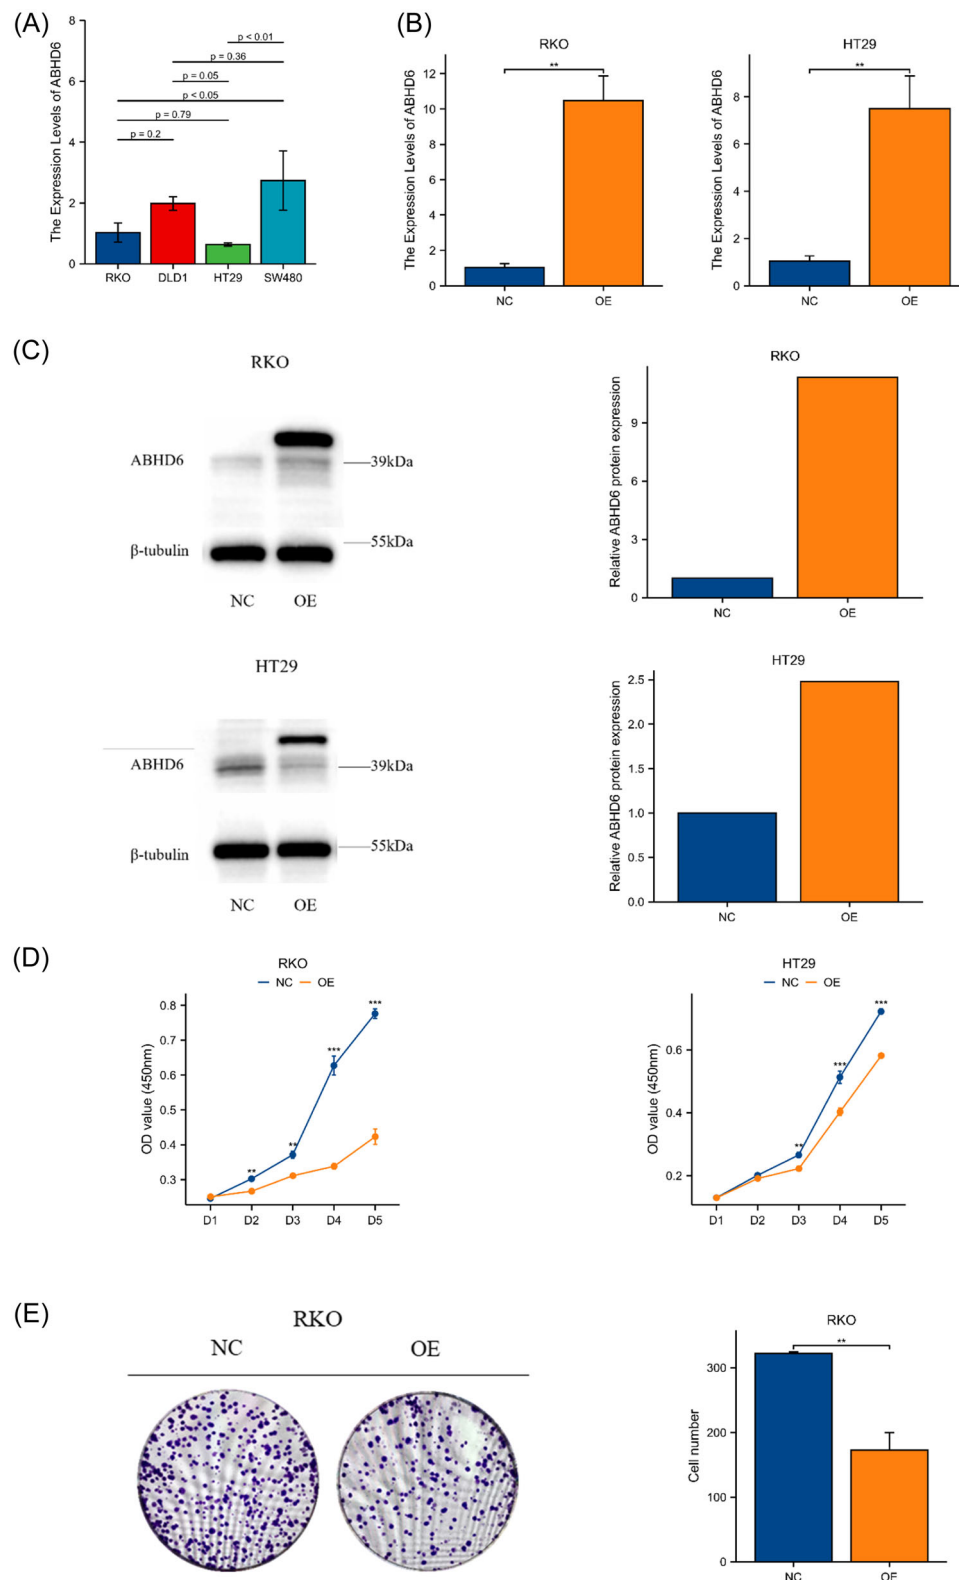 (A)
The Expression Levels of ABHD6
8
6
4
2
0
p < 0.01
p = 0.36
p = 0.05
p < 0.05
p = 0.79
p = 0.2
RKO DLD1 HT29 SW480
(B)
RKO
The Expression Levels of ABHD6
12
10
8
6
4
2
0
**
NC OE
HT29
The Expression Levels of ABHD6
8
6
4
2
0
**
NC OE
(C)
RKO
ABHD6
39kDa
β-tubulin
55kDa
NC OE
RKO
Relative ABHD6 protein expression
9
6
3
0
NC OE
HT29
ABHD6
39kDa
β-tubulin
55kDa
NC OE
HT29
Relative ABHD6 protein expression
2.5
2.0
1.5
1.0
0.5
0.0
NC OE
(D)
RKO
NC OE
OD value (450nm)
0.8
0.7
0.6
0.5
0.4
0.3
**
**
***
***
D1 D2 D3 D4 D5
HT29
NC OE
OD value (450nm)
0.6
0.4
0.2
**
***
***
D1 D2 D3 D4 D5
(E)
RKO
NC OE
RKO
Cell number
300
200
100
0
**
NC OE